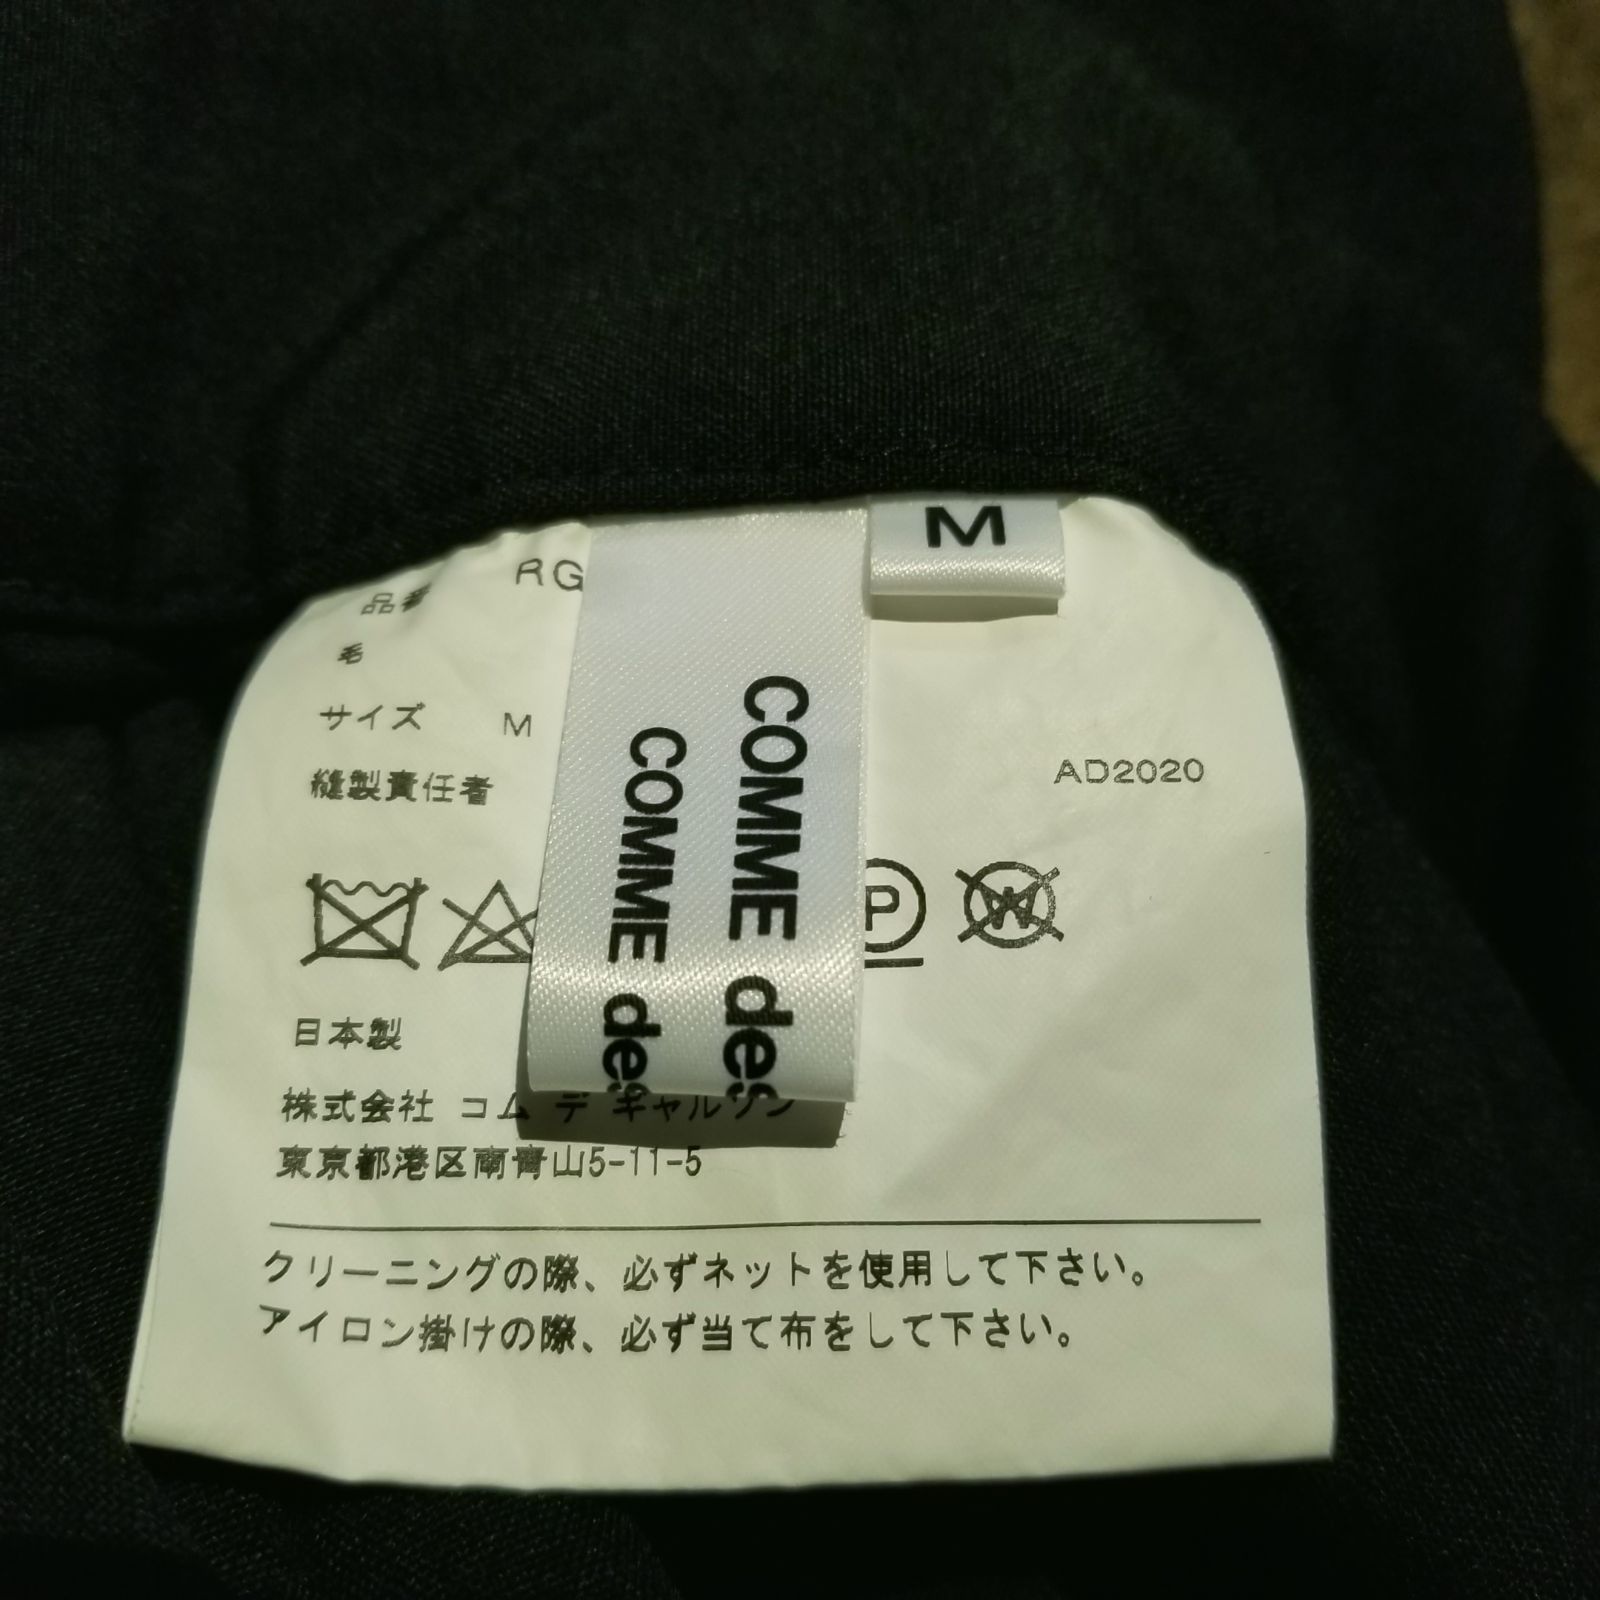 M
品番 RG
毛
サイズ M
縫製責任者
AD2020
COMME des
COMME des
P
W
日本製
株式会社 コム デ ギャルソン
東京都港区南青山5-11-5
クリーニングの際、必ずネットを使用して下さい。
アイロン掛けの際、必ず当て布をして下さい。